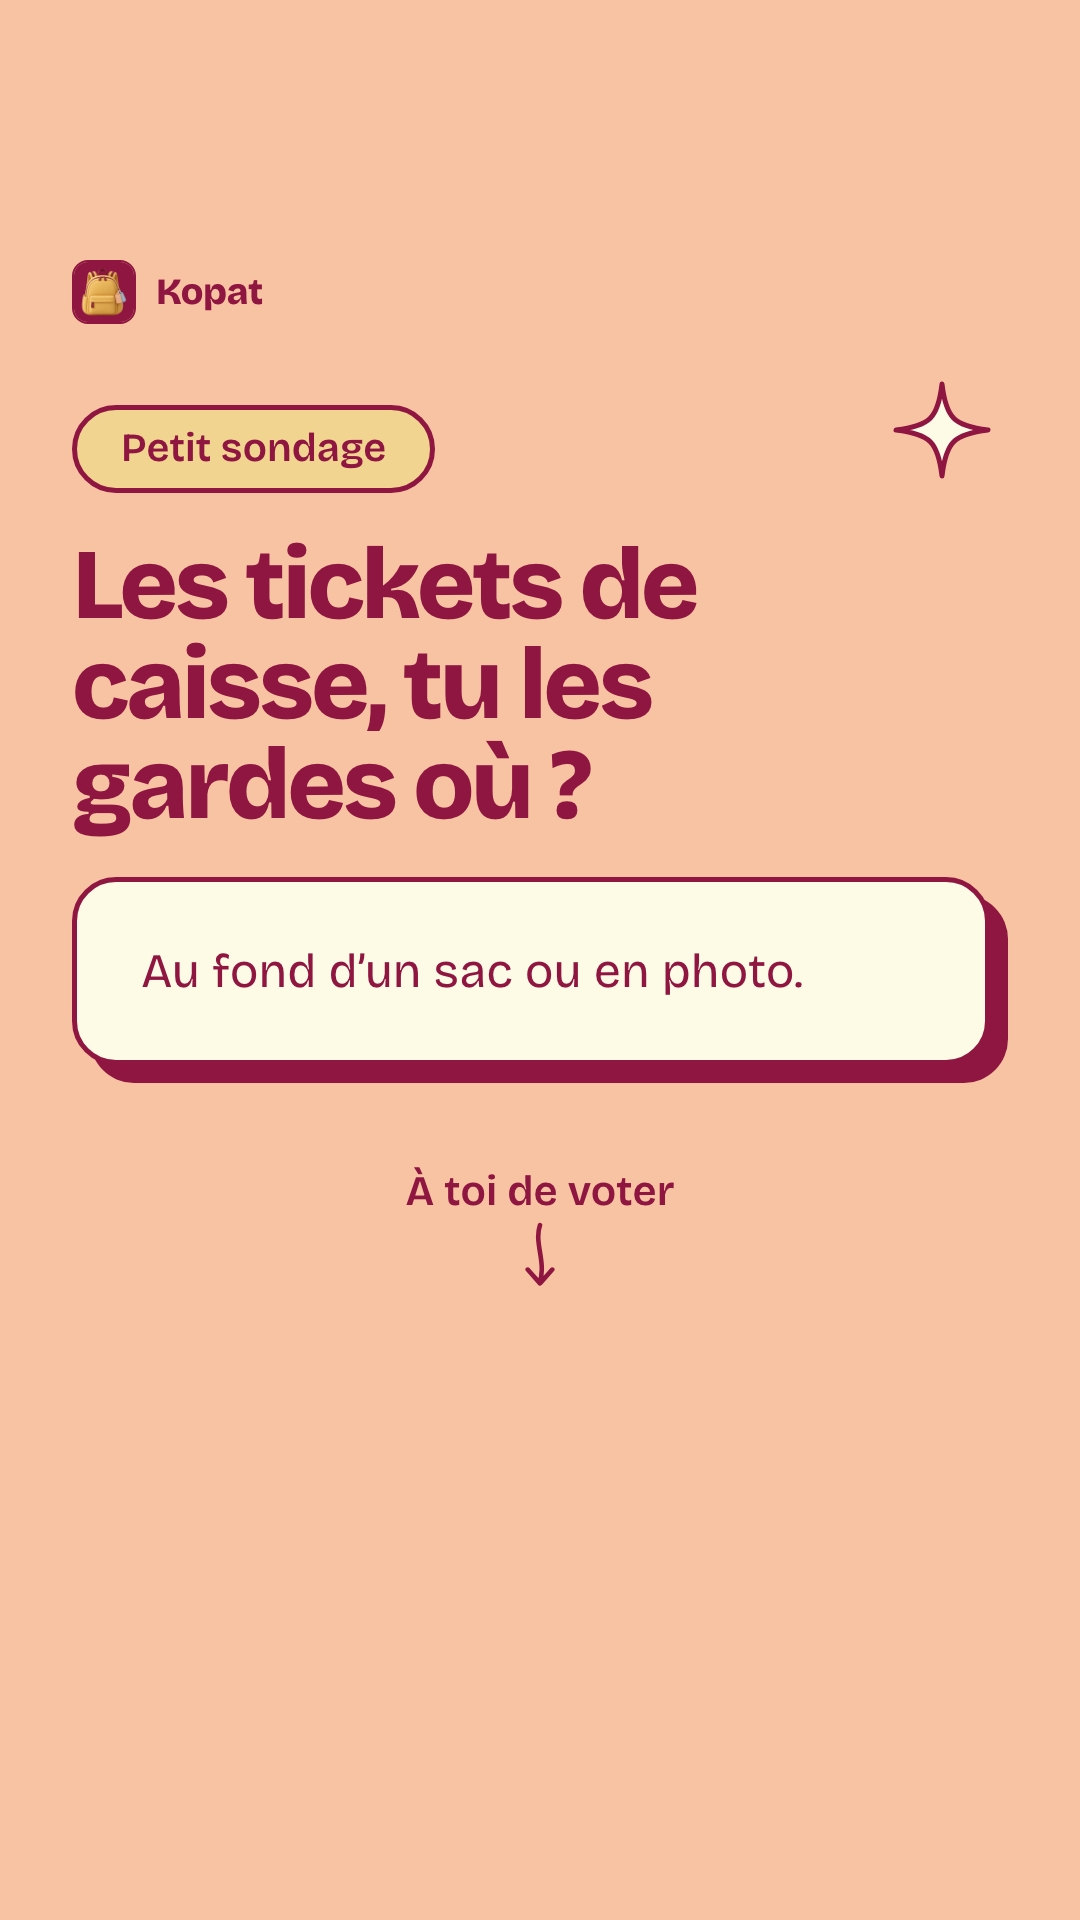 Kopat
Petit sondage
Les tickets de
caisse, tu les
gardes où ?
Au fond d’un sac ou en photo.
À toi de voter